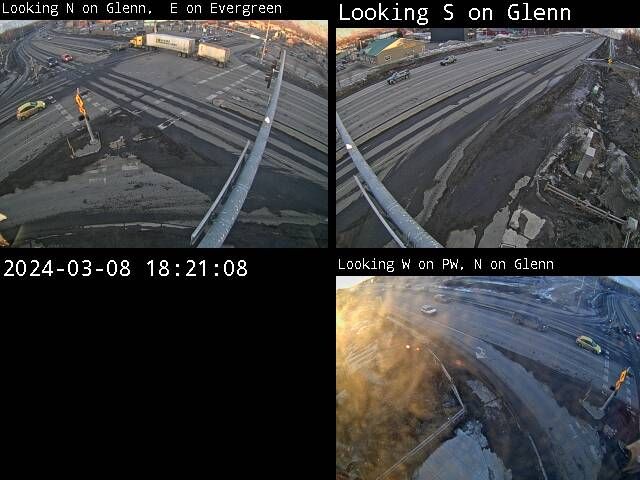 Looking N on Glenn,  E on Evergreen
Looking S on Glenn
2024-03-08 18:21:08
Looking W on PW, N on Glenn